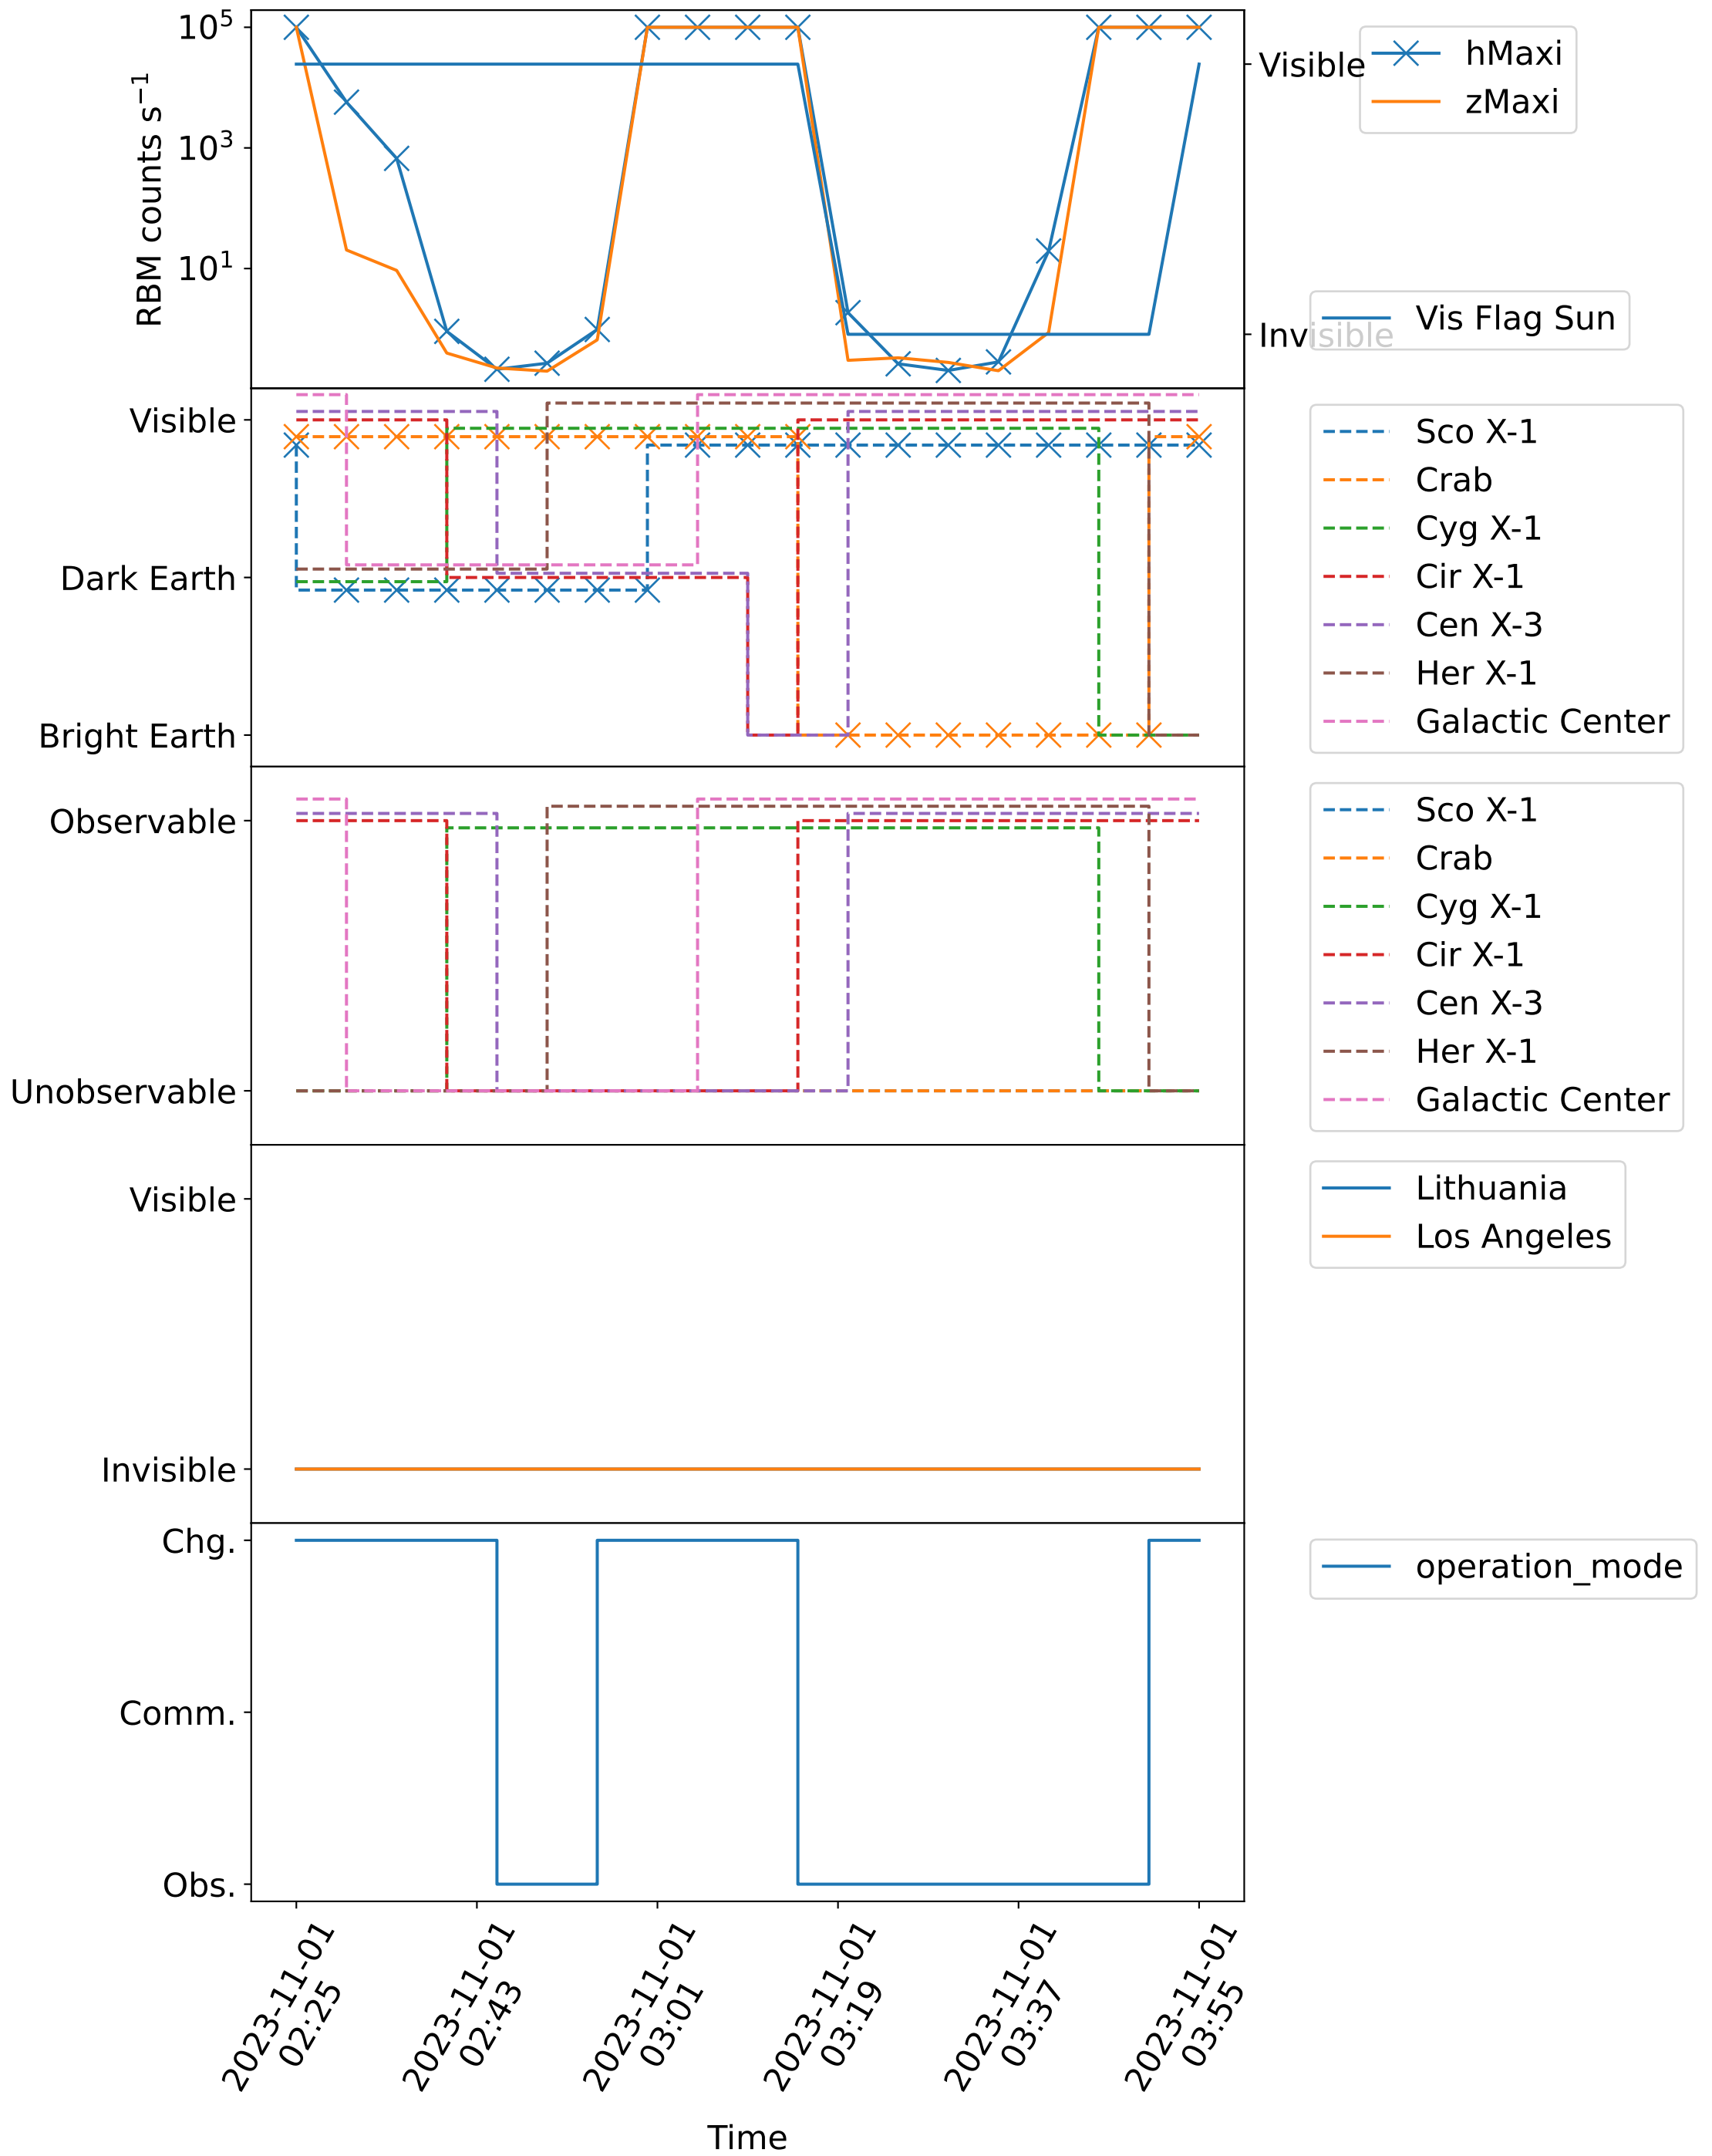 10⁵
10³
10¹
RBM counts s⁻¹
Visible
Invisible
hMaxi
zMaxi
Vis Flag Sun
Visible
Dark Earth
Bright Earth
Sco X-1
Crab
Cyg X-1
Cir X-1
Cen X-3
Her X-1
Galactic Center
Observable
Unobservable
Sco X-1
Crab
Cyg X-1
Cir X-1
Cen X-3
Her X-1
Galactic Center
Visible
Invisible
Lithuania
Los Angeles
Chg.
Comm.
Obs.
operation_mode
2023-11-01
02:25
2023-11-01
02:43
2023-11-01
03:01
2023-11-01
03:19
2023-11-01
03:37
2023-11-01
03:55
Time